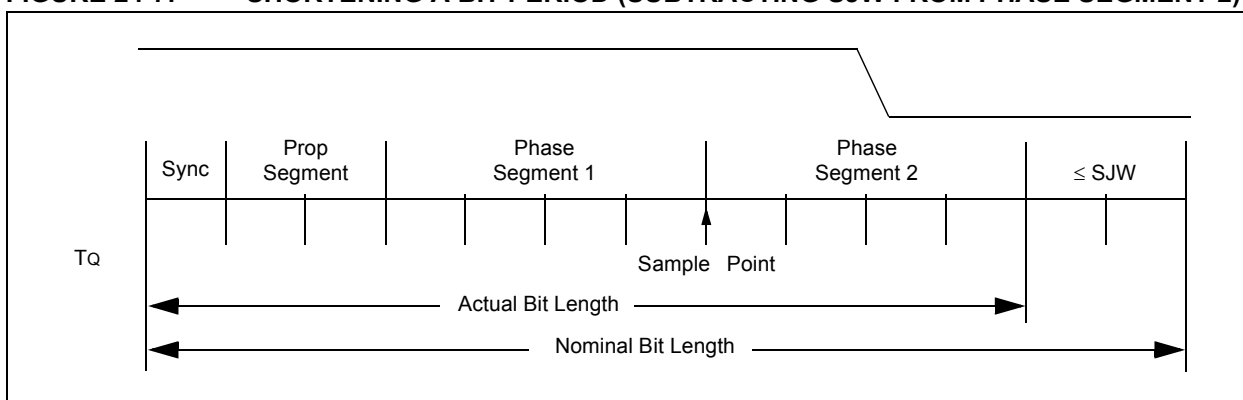 FIGURE 24-7: SHORTENING A BIT PERIOD (SUBTRACTING SJW FROM PHASE SEGMENT 2)
Sync
Prop
Segment
Phase
Segment 1
Phase
Segment 2
≤ SJW
TQ
Sample Point
Actual Bit Length
Nominal Bit Length